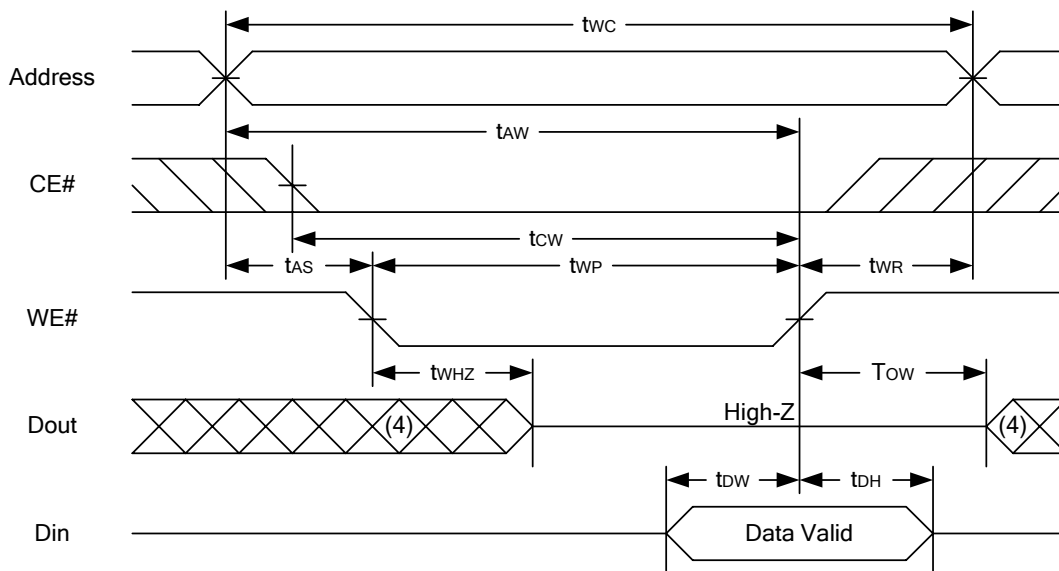 tWC
Address
tAW
CE#
tCW
tAS
tWP
tWR
WE#
tWHZ
TOW
Dout
(4)
High-Z
(4)
tDW
tDH
Din
Data Valid